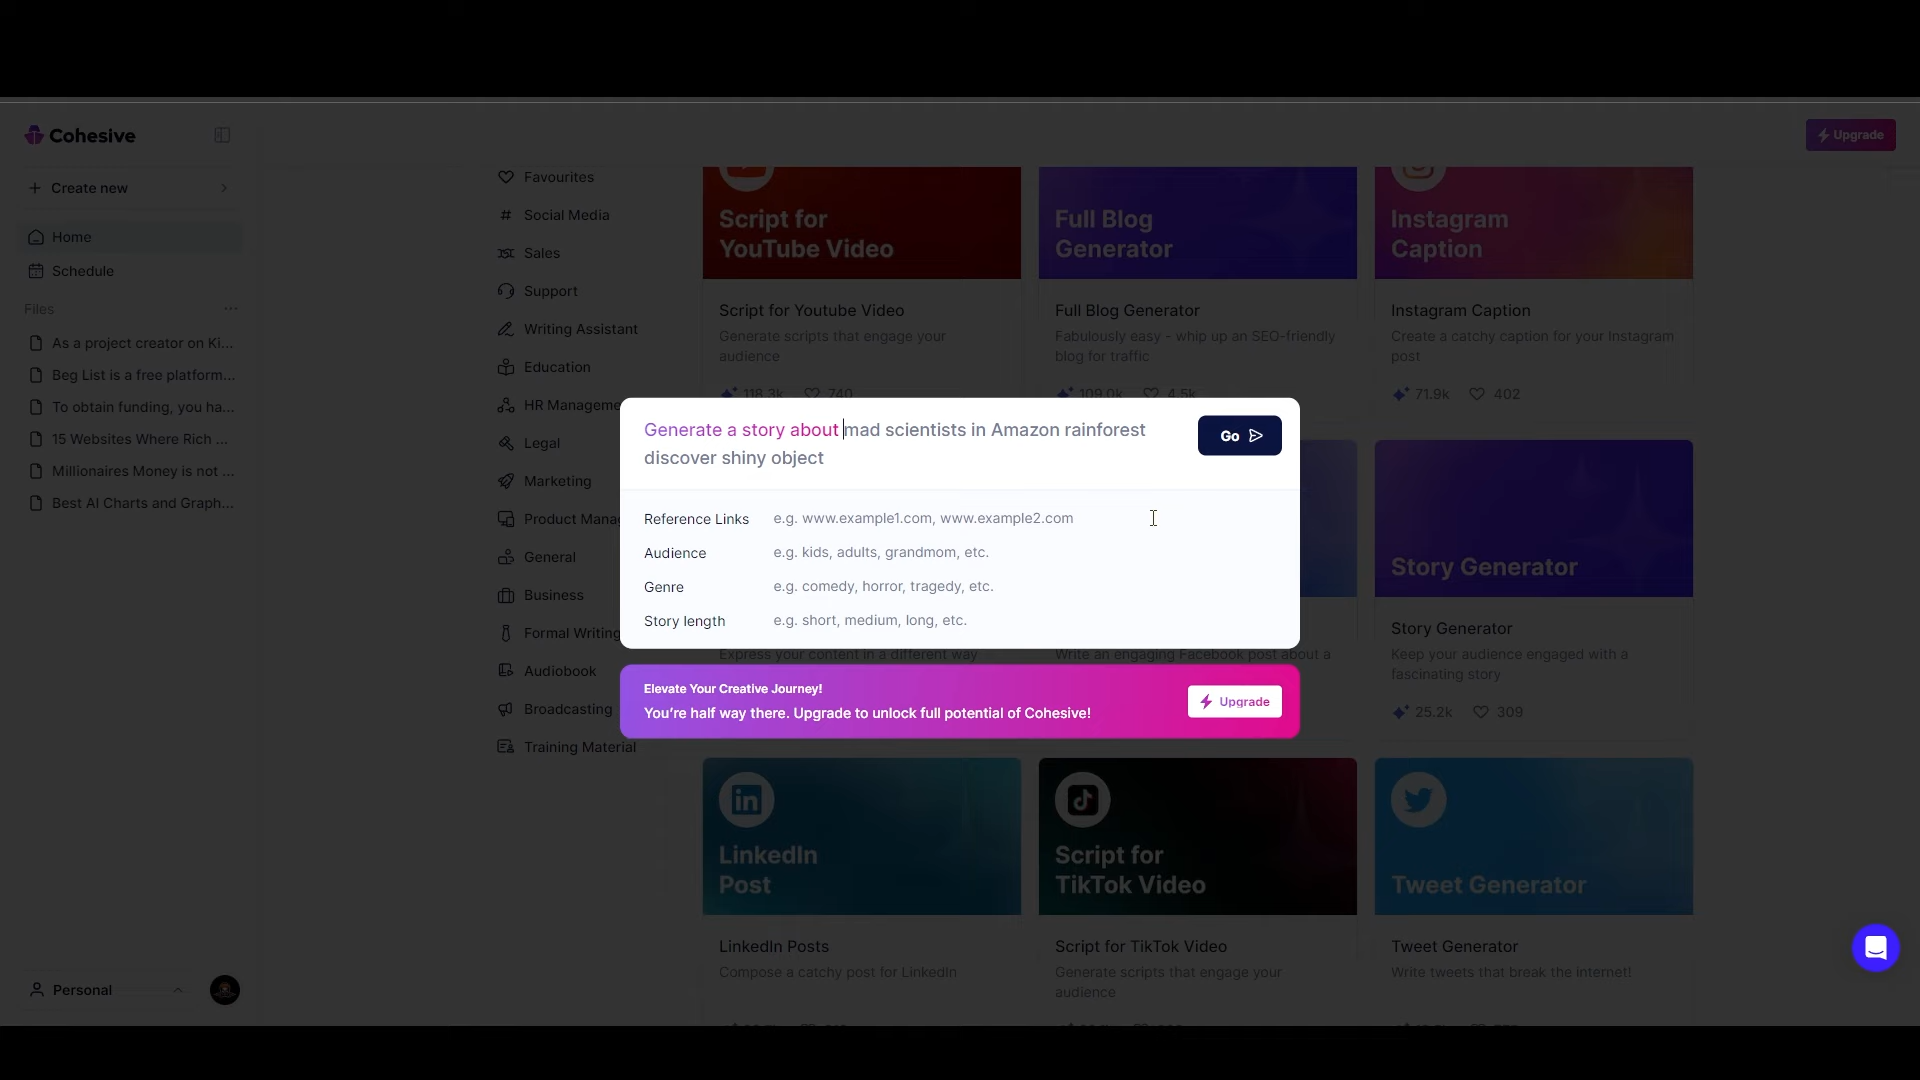 Cohesive
Upgrade
Create new
Home
Schedule
Files
As a project creator on Ki...
Beg List is a free platform...
To obtain funding, you ha...
15 Websites Where Rich ...
Millionaires Money is not ...
Best AI Charts and Graph...
Personal
Favourites
# Social Media
Sales
Support
Writing Assistant
Education
HR Manageme
Legal
Marketing
Product Mana
General
Business
Formal Writing
Audiobook
Broadcasting
Training Material
Script for
YouTube Video
Script for Youtube Video
Generate scripts that engage your
audience
118.3k 740
Full Blog
Generator
Full Blog Generator
Fabulously easy - whip up an SEO-friendly
blog for traffic
109.0k 4.5k
Instagram
Caption
Instagram Caption
Create a catchy caption for your Instagram
post
71.9k 402
Generate a story about mad scientists in Amazon rainforest
discover shiny object
Go
Reference Links e.g. www.example1.com, www.example2.com
Audience e.g. kids, adults, grandmom, etc.
Genre e.g. comedy, horror, tragedy, etc.
Story length e.g. short, medium, long, etc.
Express your content in a different way
Write an engaging Facebook post about a
Elevate Your Creative Journey!
You're half way there. Upgrade to unlock full potential of Cohesive!
Upgrade
Story Generator
Story Generator
Keep your audience engaged with a
fascinating story
25.2k 309
LinkedIn
Post
LinkedIn Posts
Compose a catchy post for LinkedIn
Script for
TikTok Video
Script for TikTok Video
Generate scripts that engage your
audience
Tweet Generator
Tweet Generator
Write tweets that break the internet!